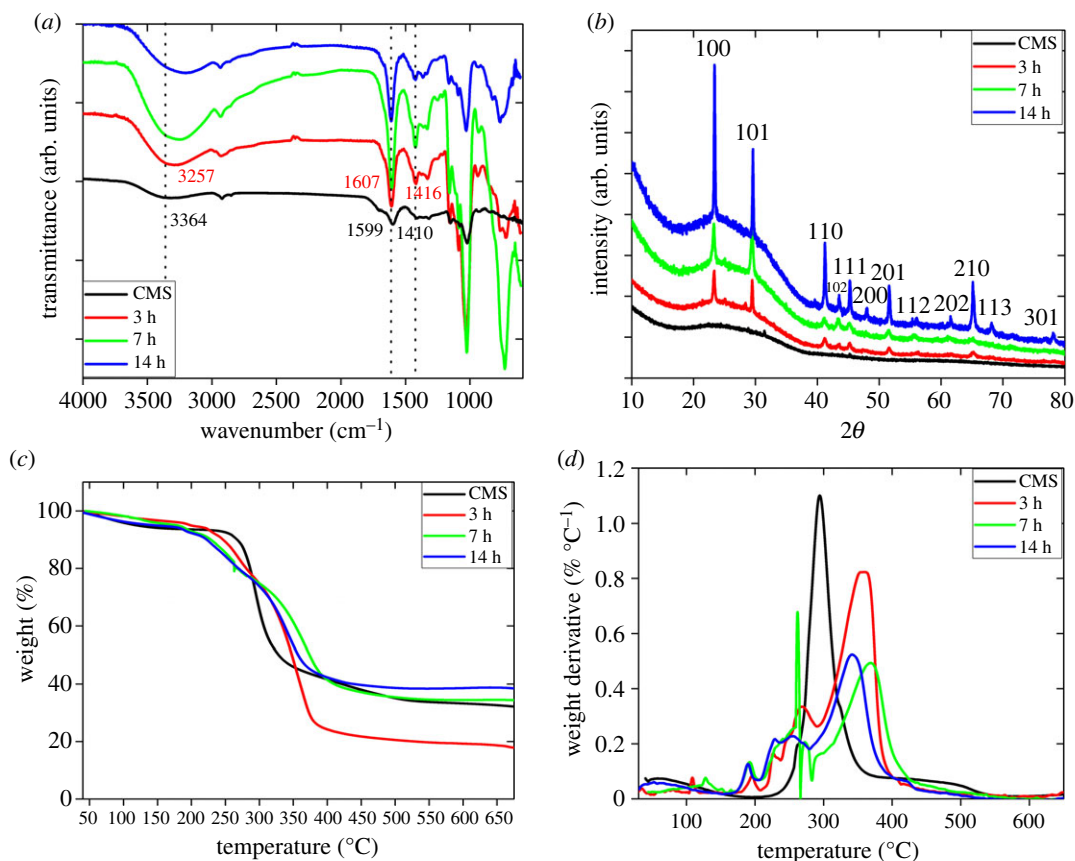 (a)
transmittance (arb. units)
3257
3364
1607
1416
1599
1410
CMS
3 h
7 h
14 h
4000 3500 3000 2500 2000 1500 1000
wavenumber (cm⁻¹)
(b)
intensity (arb. units)
100
101
110
102
111
200
201
112
202
210
113
301
CMS
3 h
7 h
14 h
10 20 30 40 50 60 70 80
2θ
(c)
weight (%)
100
80
60
40
20
0
CMS
3 h
7 h
14 h
50 100 150 200 250 300 350 400 450 500 550 600 650
temperature (°C)
(d)
weight derivative (% °C⁻¹)
1.2
1.0
0.8
0.6
0.4
0.2
0
CMS
3 h
7 h
14 h
100 200 300 400 500 600
temperature (°C)